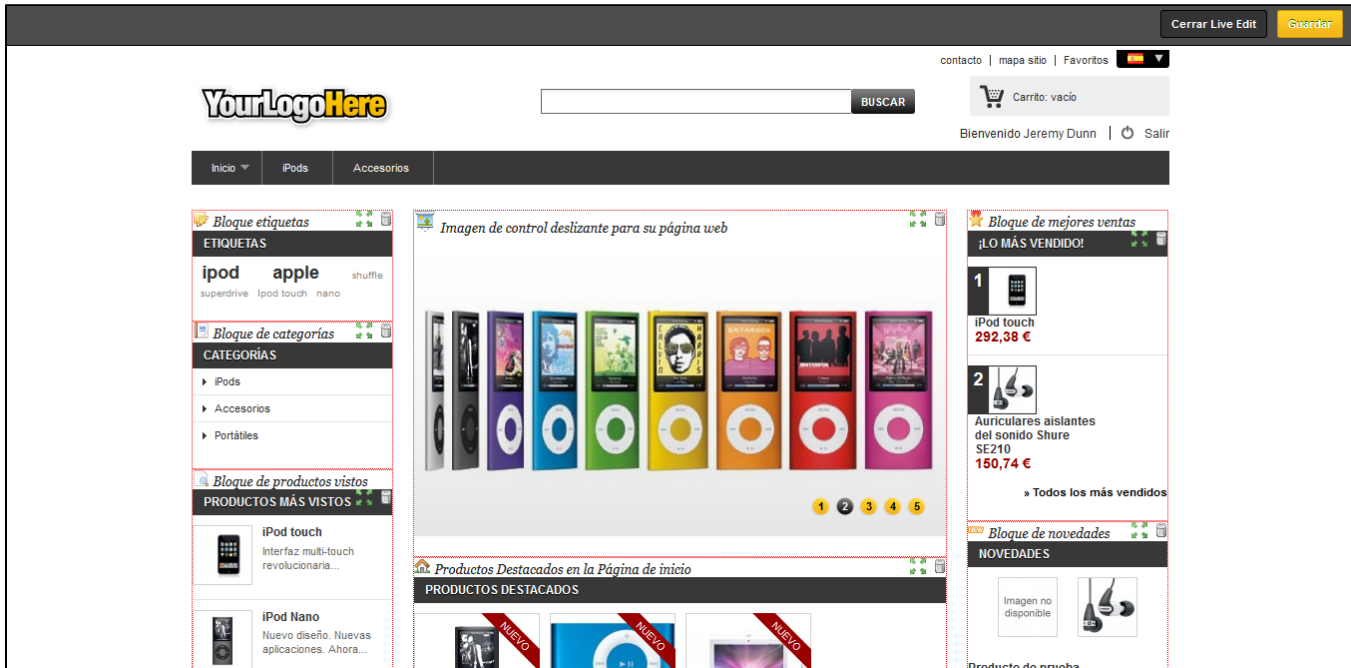 Cerrar Live Edit
Guardar
contacto | mapa sitio | Favoritos
YourLogoHere
BUSCAR
Carrito: vacío
Bienvenido Jeremy Dunn | Salir
Inicio
iPods
Accesorios
Bloque etiquetas
ETIQUETAS
ipod apple shuffle
superdrive Ipod touch nano
Bloque de categorías
CATEGORÍAS
iPods
Accesorios
Portátiles
Bloque de productos vistos
PRODUCTOS MÁS VISTOS
iPod touch
Interfaz multi-touch
revolucionaria...
iPod Nano
Nuevo diseño. Nuevas
aplicaciones. Ahora...
Imagen de control deslizante para su página web
1 2 3 4 5
Productos Destacados en la Página de inicio
PRODUCTOS DESTACADOS
NUEVO
NUEVO
NUEVO
Bloque de mejores ventas
¡LO MÁS VENDIDO!
1
iPod touch
292,38 €
2
Auriculares aislantes
del sonido Shure
SE210
150,74 €
» Todos los más vendidos
Bloque de novedades
NOVEDADES
Imagen no
disponible
Producto de prueba